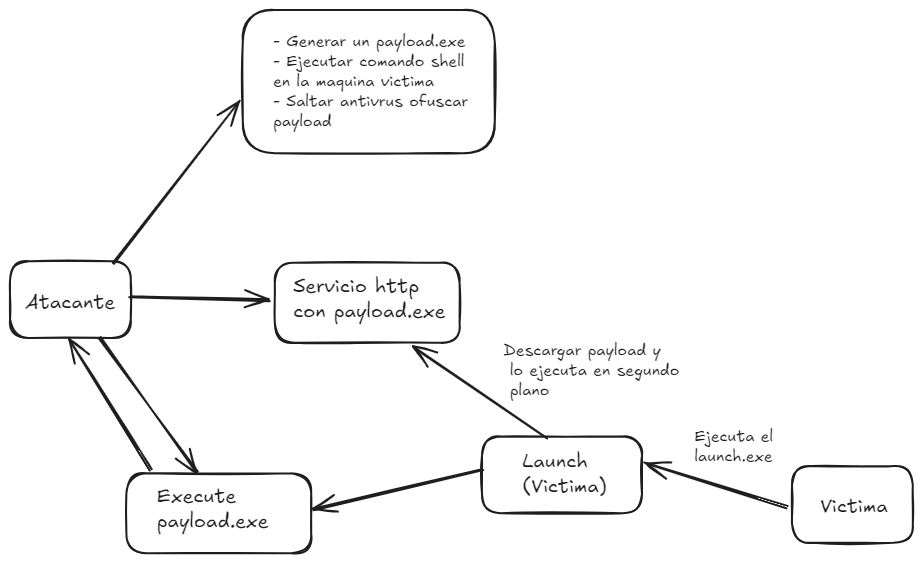 - Generar un payload.exe
- Ejecutar comando shell
en la maquina victima
- Saltar antivrus ofuscar
payload
Atacante
Servicio http
con payload.exe
Descargar payload y
lo ejecuta en segundo
plano
Ejecuta el
launch.exe
Launch
(Victima)
Victima
Execute
payload.exe